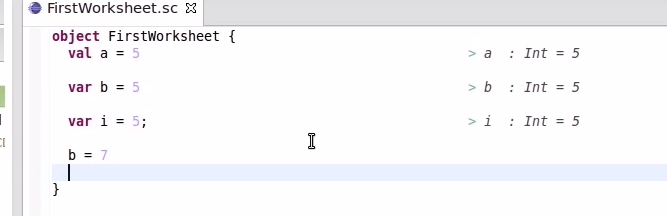 FirstWorksheet.sc
object FirstWorksheet {
val a = 5 > a : Int = 5
var b = 5 > b : Int = 5
var i = 5; > i : Int = 5
b = 7
}